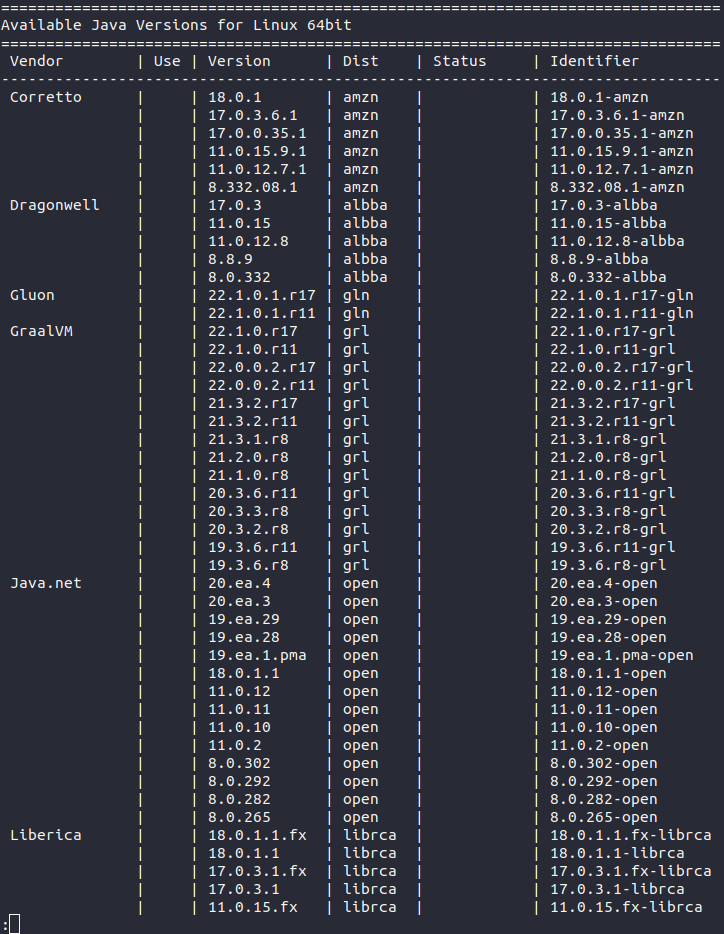 ================================================================================
Available Java Versions for Linux 64bit
================================================================================
 Vendor        | Use | Version      | Dist    | Status     | Identifier
--------------------------------------------------------------------------------
 Corretto      |     | 18.0.1       | amzn    |            | 18.0.1-amzn
               |     | 17.0.3.6.1   | amzn    |            | 17.0.3.6.1-amzn
               |     | 17.0.0.35.1  | amzn    |            | 17.0.0.35.1-amzn
               |     | 11.0.15.9.1  | amzn    |            | 11.0.15.9.1-amzn
               |     | 11.0.12.7.1  | amzn    |            | 11.0.12.7.1-amzn
               |     | 8.332.08.1   | amzn    |            | 8.332.08.1-amzn
 Dragonwell    |     | 17.0.3       | albba   |            | 17.0.3-albba
               |     | 11.0.15      | albba   |            | 11.0.15-albba
               |     | 11.0.12.8    | albba   |            | 11.0.12.8-albba
               |     | 8.8.9        | albba   |            | 8.8.9-albba
               |     | 8.0.332      | albba   |            | 8.0.332-albba
 Gluon         |     | 22.1.0.1.r17 | gln     |            | 22.1.0.1.r17-gln
               |     | 22.1.0.1.r11 | gln     |            | 22.1.0.1.r11-gln
 GraalVM       |     | 22.1.0.r17   | grl     |            | 22.1.0.r17-grl
               |     | 22.1.0.r11   | grl     |            | 22.1.0.r11-grl
               |     | 22.0.0.2.r17 | grl     |            | 22.0.0.2.r17-grl
               |     | 22.0.0.2.r11 | grl     |            | 22.0.0.2.r11-grl
               |     | 21.3.2.r17   | grl     |            | 21.3.2.r17-grl
               |     | 21.3.2.r11   | grl     |            | 21.3.2.r11-grl
               |     | 21.3.1.r8    | grl     |            | 21.3.1.r8-grl
               |     | 21.2.0.r8    | grl     |            | 21.2.0.r8-grl
               |     | 21.1.0.r8    | grl     |            | 21.1.0.r8-grl
               |     | 20.3.6.r11   | grl     |            | 20.3.6.r11-grl
               |     | 20.3.3.r8    | grl     |            | 20.3.3.r8-grl
               |     | 20.3.2.r8    | grl     |            | 20.3.2.r8-grl
               |     | 19.3.6.r11   | grl     |            | 19.3.6.r11-grl
               |     | 19.3.6.r8    | grl     |            | 19.3.6.r8-grl
 Java.net      |     | 20.ea.4      | open    |            | 20.ea.4-open
               |     | 20.ea.3      | open    |            | 20.ea.3-open
               |     | 19.ea.29     | open    |            | 19.ea.29-open
               |     | 19.ea.28     | open    |            | 19.ea.28-open
               |     | 19.ea.1.pma  | open    |            | 19.ea.1.pma-open
               |     | 18.0.1.1     | open    |            | 18.0.1.1-open
               |     | 11.0.12      | open    |            | 11.0.12-open
               |     | 11.0.11      | open    |            | 11.0.11-open
               |     | 11.0.10      | open    |            | 11.0.10-open
               |     | 11.0.2       | open    |            | 11.0.2-open
               |     | 8.0.302      | open    |            | 8.0.302-open
               |     | 8.0.292      | open    |            | 8.0.292-open
               |     | 8.0.282      | open    |            | 8.0.282-open
               |     | 8.0.265      | open    |            | 8.0.265-open
 Liberica      |     | 18.0.1.1.fx  | librca  |            | 18.0.1.1.fx-librca
               |     | 18.0.1.1     | librca  |            | 18.0.1.1-librca
               |     | 17.0.3.1.fx  | librca  |            | 17.0.3.1.fx-librca
               |     | 17.0.3.1     | librca  |            | 17.0.3.1-librca
               |     | 11.0.15.fx   | librca  |            | 11.0.15.fx-librca
: